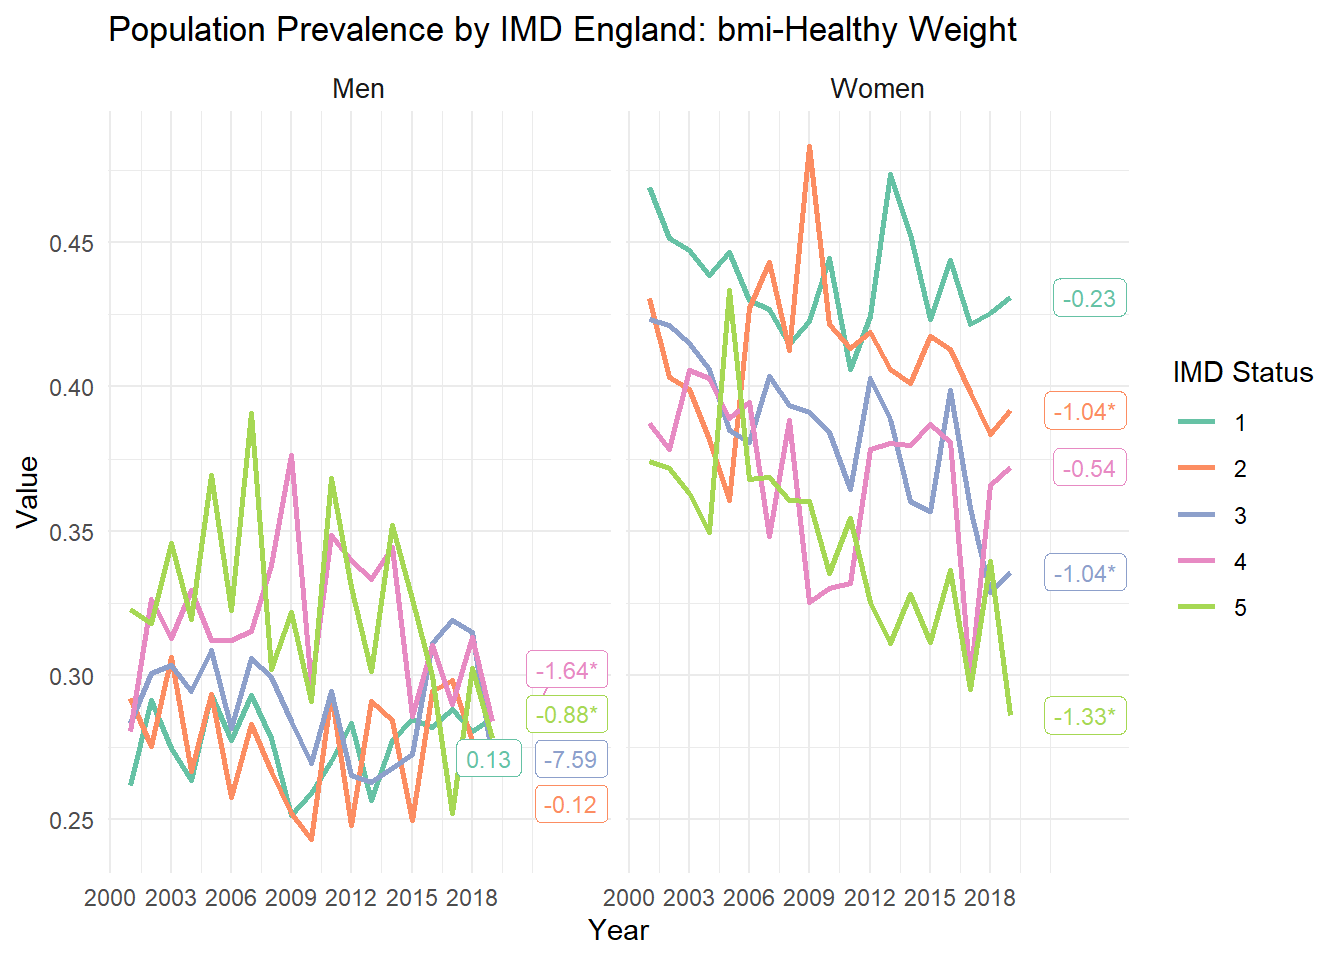 Population Prevalence by IMD England: bmi-Healthy Weight
Men
Women
0.45
0.40
0.35
0.30
0.25
Value
-1.64*
-0.88*
0.13
-7.59
-0.12
-0.23
-1.04*
-0.54
-1.04*
-1.33*
IMD Status
1
2
3
4
5
2000 2003 2006 2009 2012 2015 2018
2000 2003 2006 2009 2012 2015 2018
Year